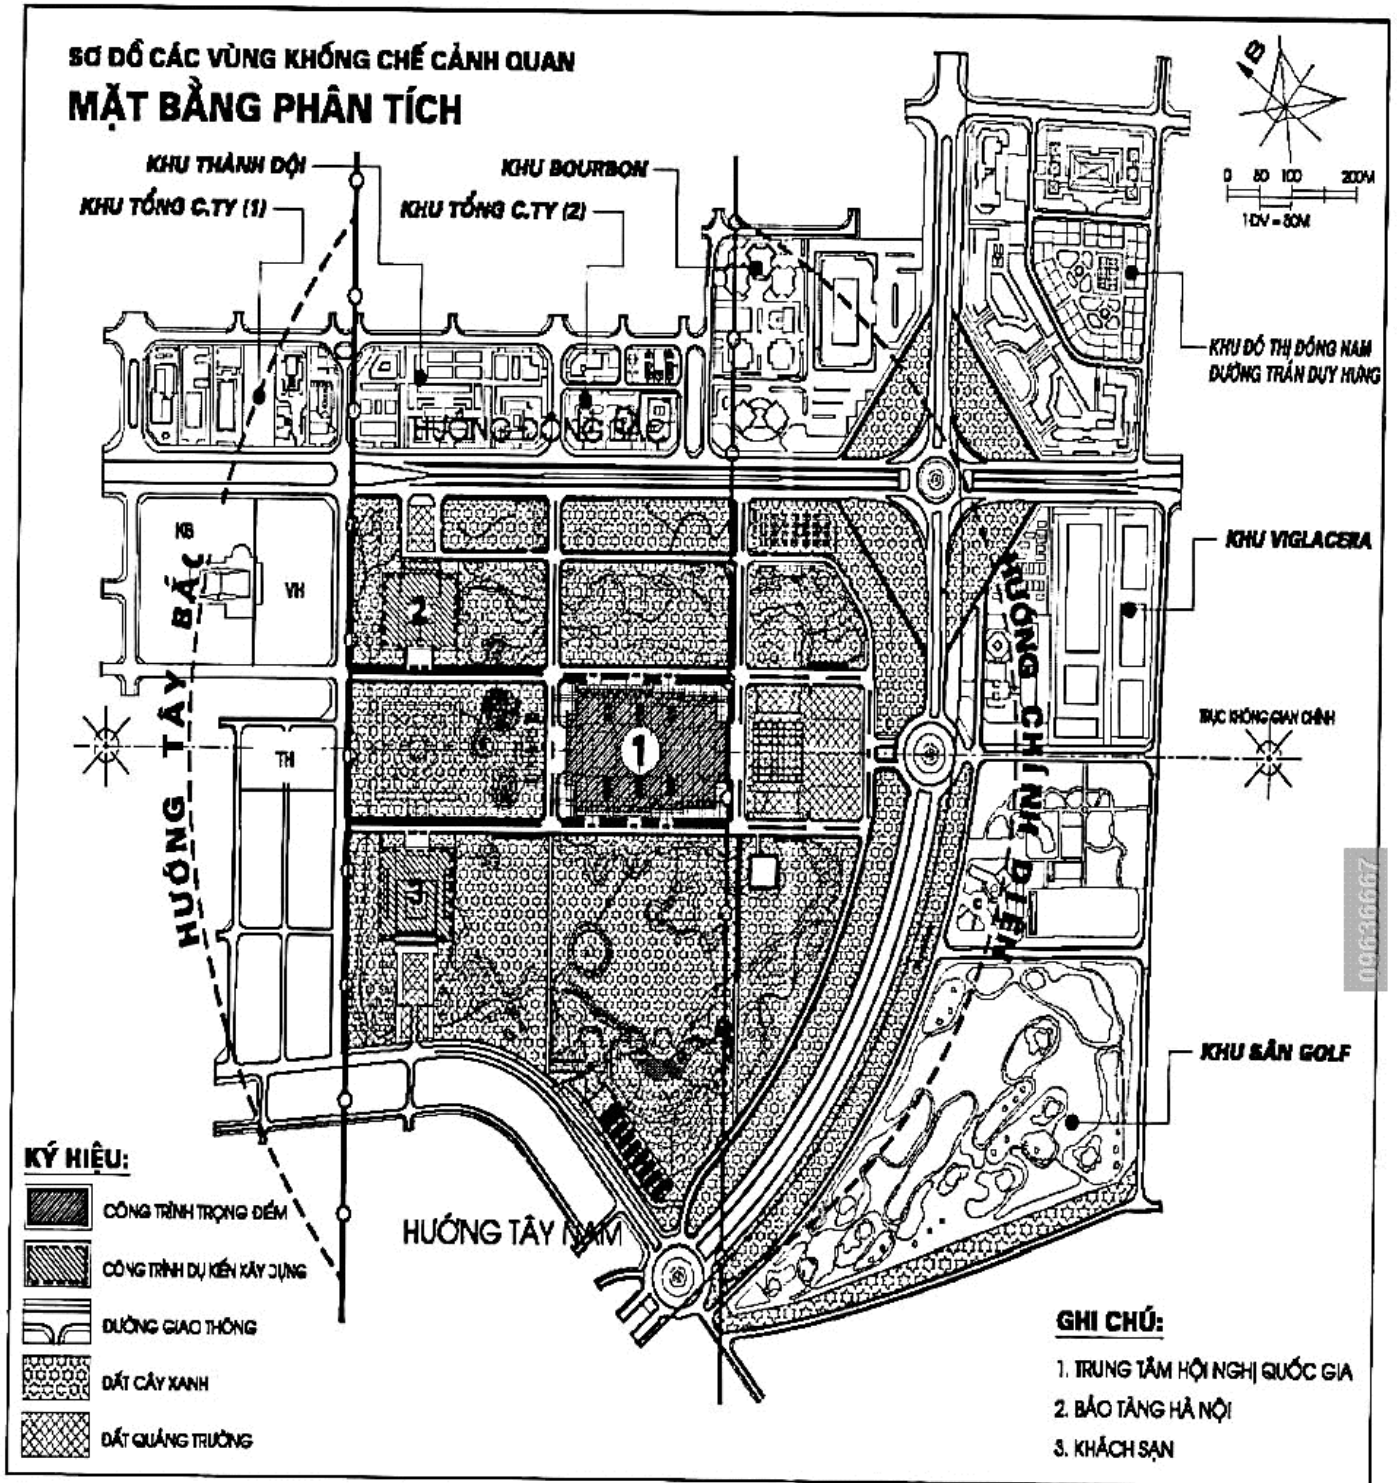 SƠ ĐỒ CÁC VÙNG KHỐNG CHẾ CẢNH QUAN
MẶT BẰNG PHÂN TÍCH
KHU THÀNH ĐỘI
KHU BOURBON
KHU TỔNG C.TY (1)
KHU TỔNG C.TY (2)
B
0 50 100 200M
1ĐV = 50M
KHU ĐÔ THỊ ĐÔNG NAM
ĐƯỜNG TRẦN DUY HƯNG
HƯỚNG ĐÔNG BẮC
KB
VH
2
KHU VIGLACERA
HƯỚNG TÂY BẮC
HƯỚNG CHÍNH DIỆN
TH
1
TRỤC KHÔNG GIAN CHÍNH
3
096366667
KHU SÂN GOLF
HƯỚNG TÂY NAM
KÝ HIỆU:
CÔNG TRÌNH TRỌNG ĐIỂM
CÔNG TRÌNH DỰ KIẾN XÂY DỰNG
ĐƯỜNG GIAO THÔNG
ĐẤT CÂY XANH
ĐẤT QUẢNG TRƯỜNG
GHI CHÚ:
1. TRUNG TÂM HỘI NGHỊ QUỐC GIA
2. BẢO TÀNG HÀ NỘI
3. KHÁCH SẠN